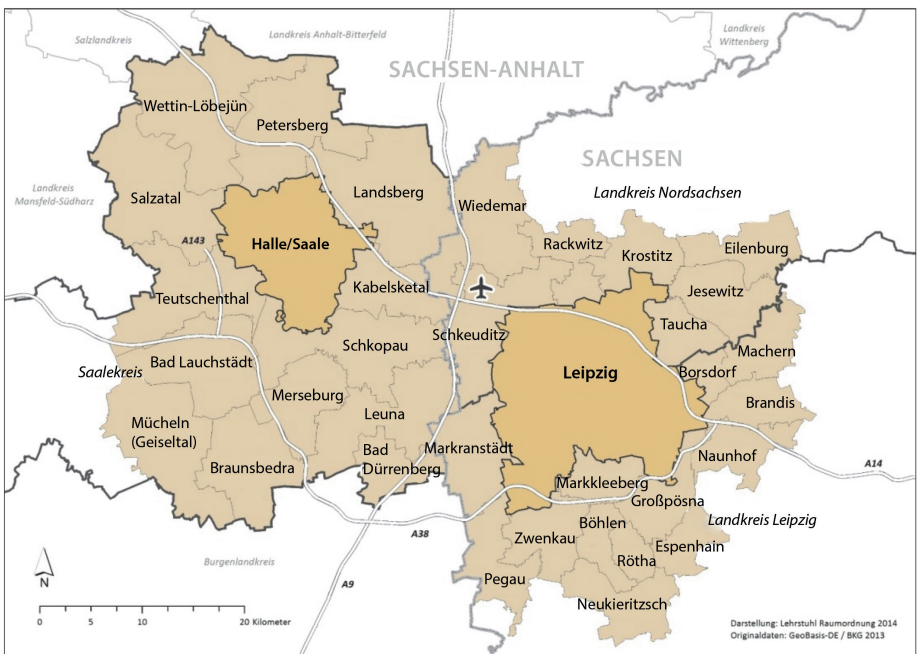 Salzlandkreis
Landkreis Anhalt-Bitterfeld
Landkreis
Wittenberg
SACHSEN-ANHALT
Wettin-Löbejün
Petersberg
SACHSEN
Landkreis
Mansfeld-Südharz
Salzatal
Landsberg
Wiedemar
Landkreis Nordsachsen
A143
Halle/Saale
Rackwitz
Krostitz
Eilenburg
Teutschenthal
Kabelsketal
Jesewitz
Schkeuditz
Taucha
Schkopau
Machern
Saalekreis
Bad Lauchstädt
Leipzig
Borsdorf
Merseburg
Leuna
Brandis
Mücheln
(Geiseltal)
Bad
Dürrenberg
Markranstädt
Naunhof
A14
Braunsbedra
Markkleeberg
Großpösna
Böhlen
Landkreis Leipzig
A38
Zwenkau
Espenhain
Rötha
Burgenlandkreis
N
A9
Pegau
Neukieritzsch
0 5 10 20 Kilometer
Darstellung: Lehrstuhl Raumordnung 2014
Originaldaten: GeoBasis-DE / BKG 2013